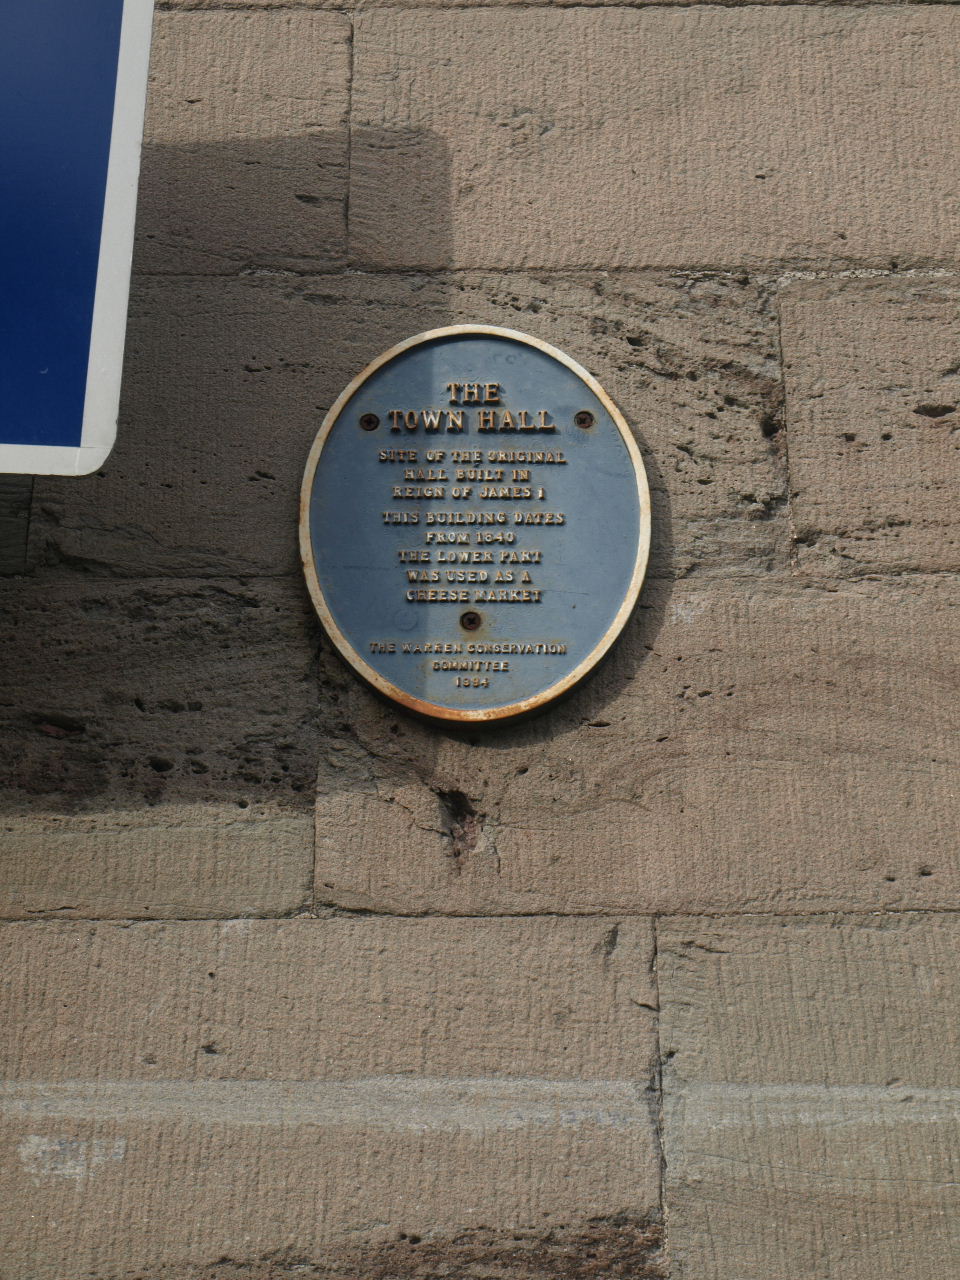 THE
TOWN HALL
SITE OF THE ORIGINAL
HALL BUILT IN
REIGN OF JAMES I
THIS BUILDING DATES
FROM 1840
THE LOWER PART
WAS USED AS A
CHEESE MARKET
THE WARREN CONSERVATION
COMMITTEE
1994